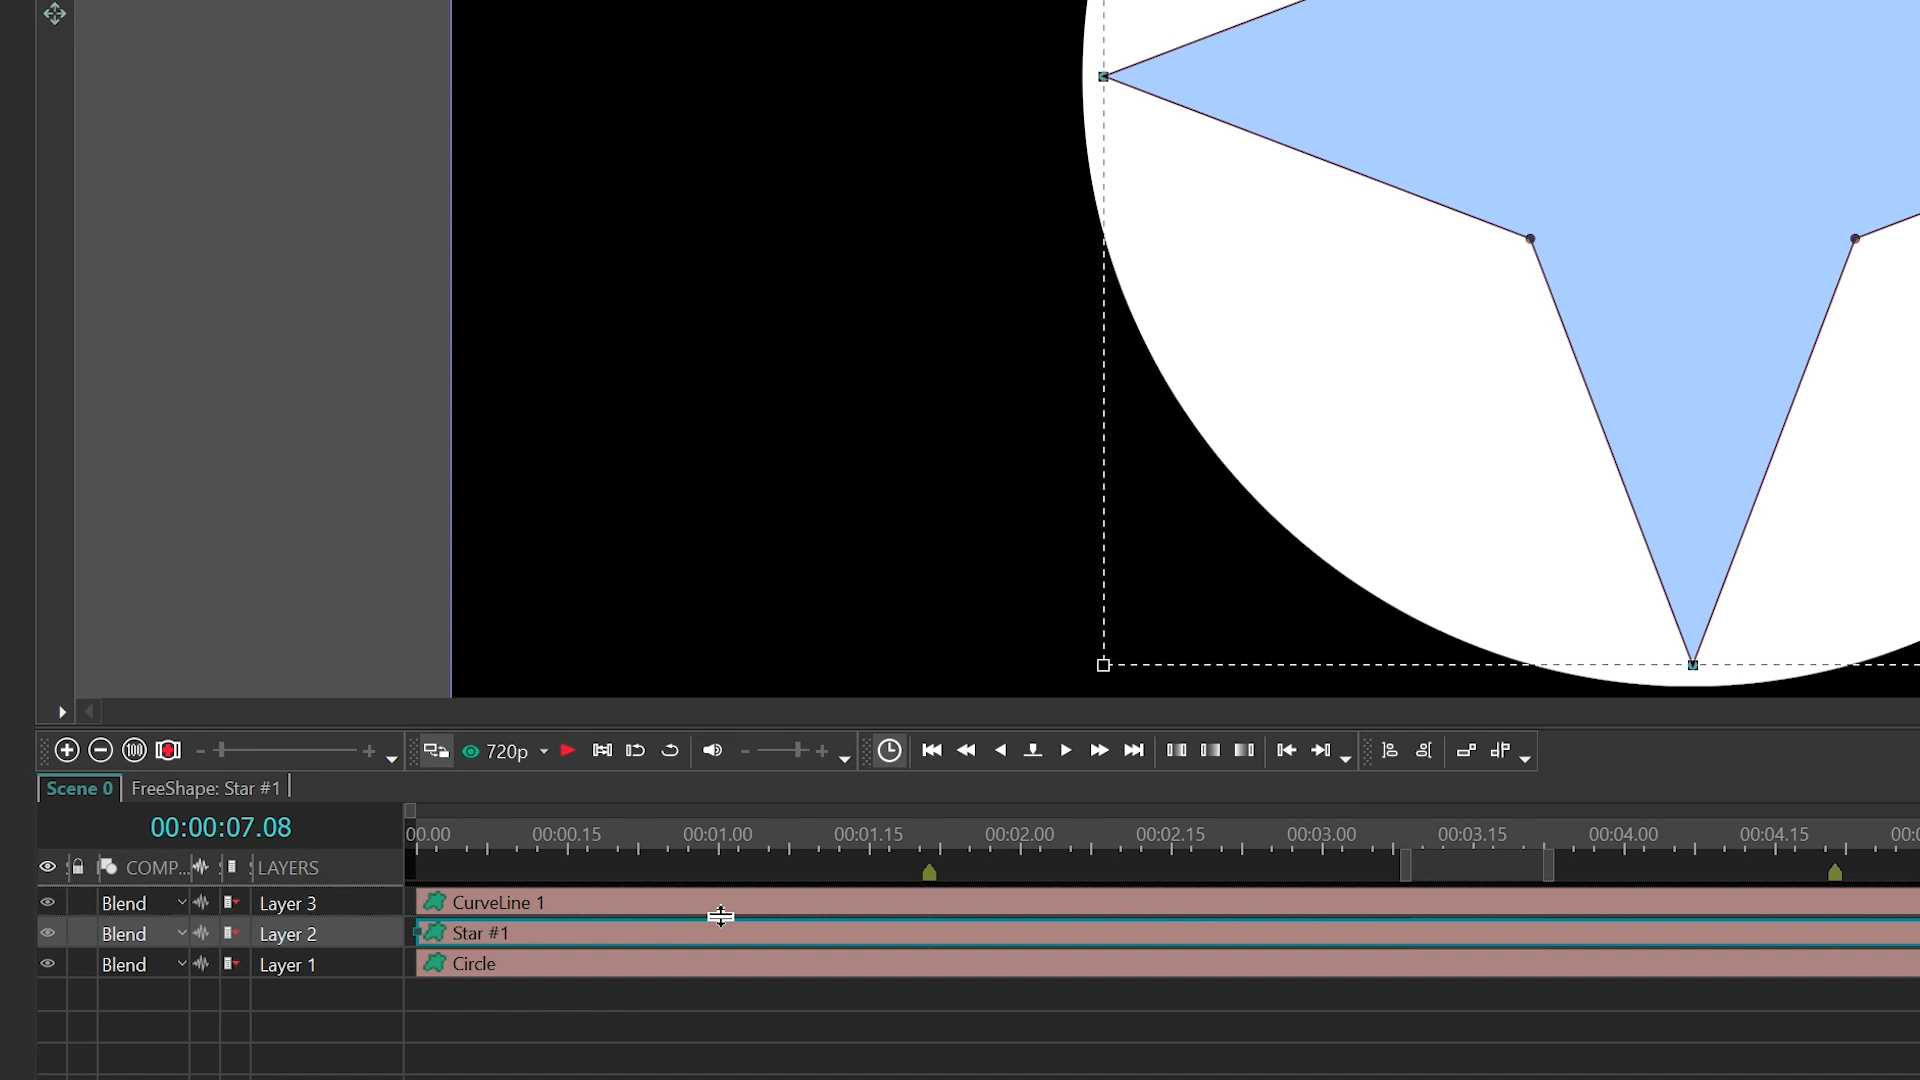 100 720p
Scene 0 FreeShape: Star #1
00:00:07.08
00.00 00:00.15 00:01.00 00:01.15 00:02.00 00:02.15 00:03.00 00:03.15 00:04.00 00:04.15
COMP... LAYERS
Blend Layer 3 CurveLine 1
Blend Layer 2 Star #1
Blend Layer 1 Circle